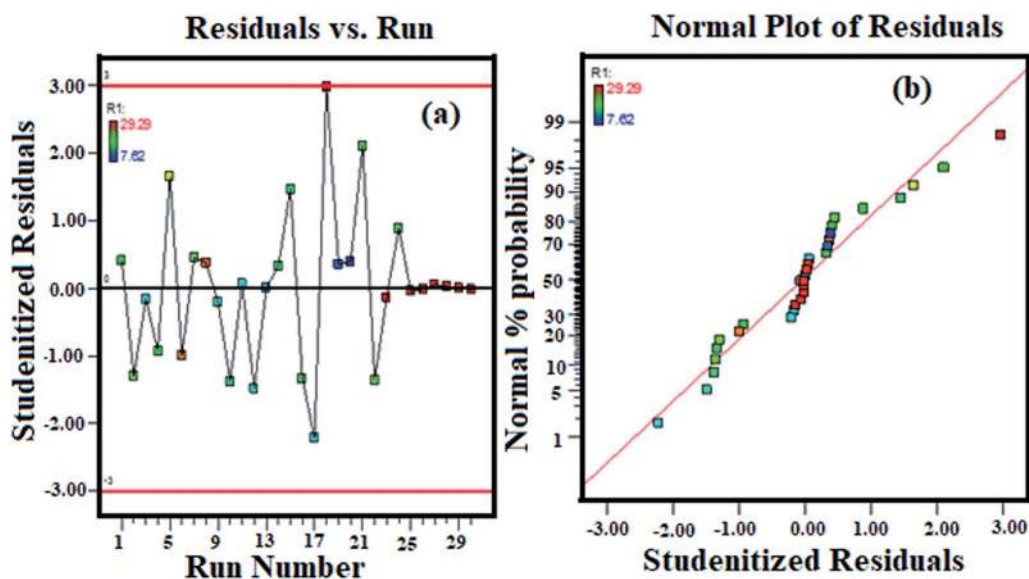 Residuals vs. Run
Studenitized Residuals
3.00
2.00
1.00
0.00
-1.00
-2.00
-3.00
3
0
-3
R1:
29.29
7.62
(a)
1 5 9 13 17 21 25 29
Run Number
Normal Plot of Residuals
Normal % probability
99
95
90
80
70
50
30
20
10
5
1
R1:
29.29
7.62
(b)
-3.00 -2.00 -1.00 0.00 1.00 2.00 3.00
Studenitized Residuals